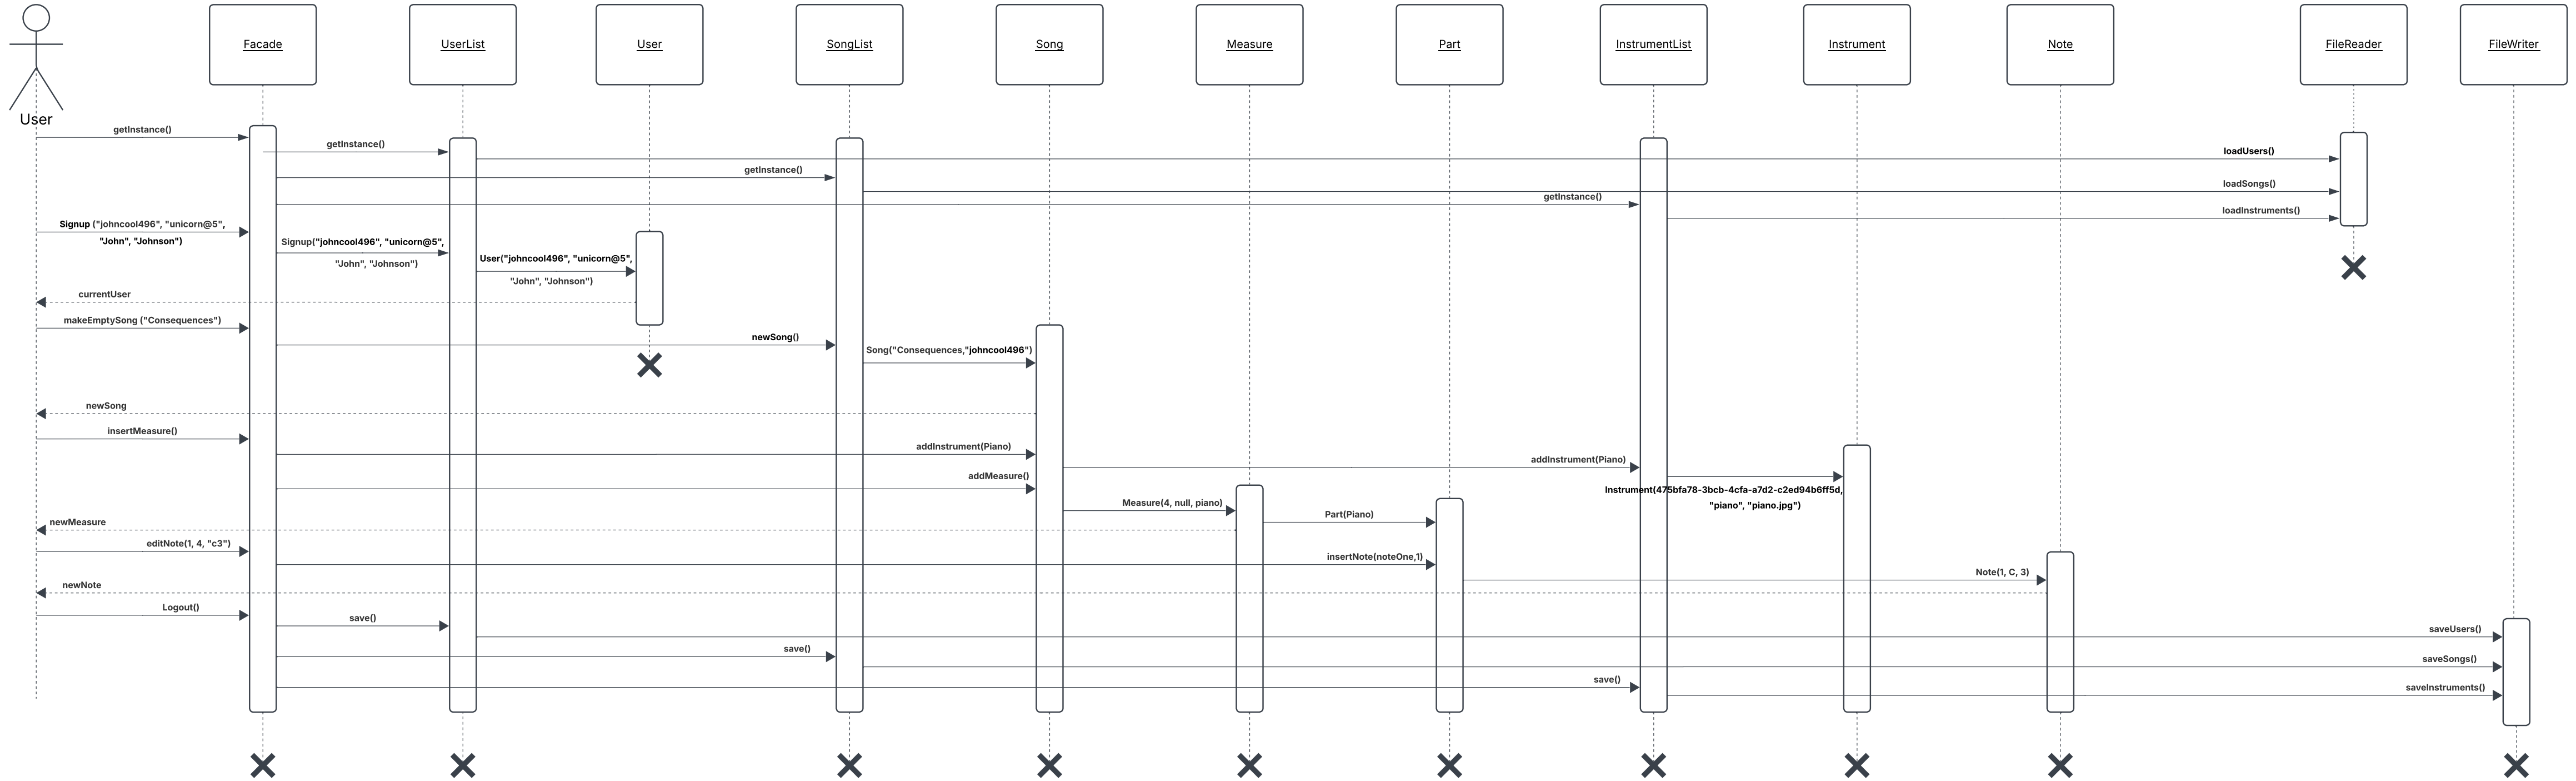 Facade
UserList
User
SongList
Song
Measure
Part
InstrumentList
Instrument
Note
FileReader
FileWriter
User
getInstance()
getInstance()
loadUsers()
getInstance()
loadSongs()
getInstance()
loadInstruments()
Signup ("johncool496", "unicorn@5",
"John", "Johnson")
Signup("johncool496", "unicorn@5",
"John", "Johnson")
User("johncool496", "unicorn@5",
"John", "Johnson")
currentUser
makeEmptySong ("Consequences")
newSong()
Song("Consequences,"johncool496")
newSong
insertMeasure()
addInstrument(Piano)
addInstrument(Piano)
addMeasure()
Instrument(475bfa78-3bcb-4cfa-a7d2-c2ed94b6ff5d,
"piano", "piano.jpg")
Measure(4, null, piano)
Part(Piano)
newMeasure
editNote(1, 4, "c3")
insertNote(noteOne,1)
Note(1, C, 3)
newNote
Logout()
save()
saveUsers()
save()
saveSongs()
save()
saveInstruments()